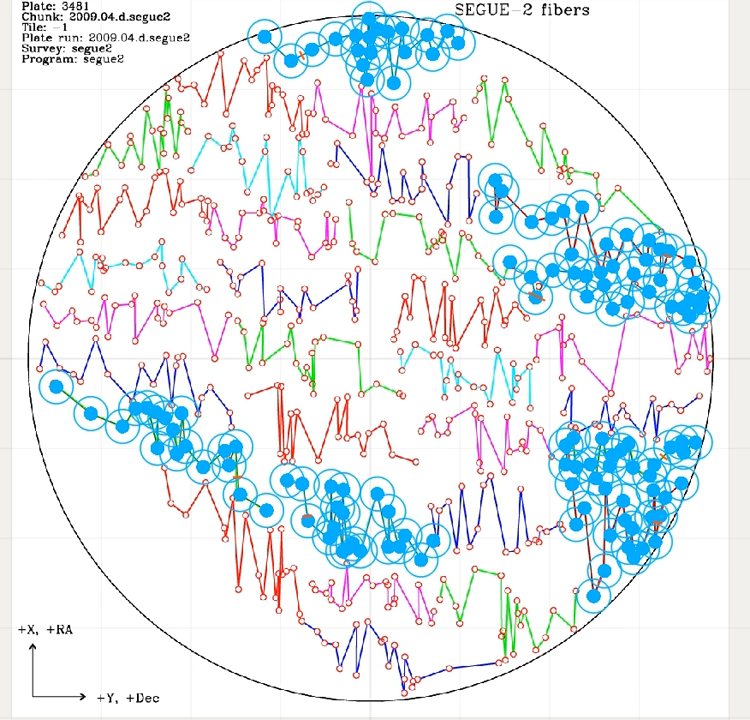 SEGUE-2 fibers
Plate: 3481
Chunk: 2009.04.d.segue2
Tile: -1
Plate run: 2009.04.d.segue2
Survey: segue2
Program: segue2
+X, +RA
+Y, +Dec